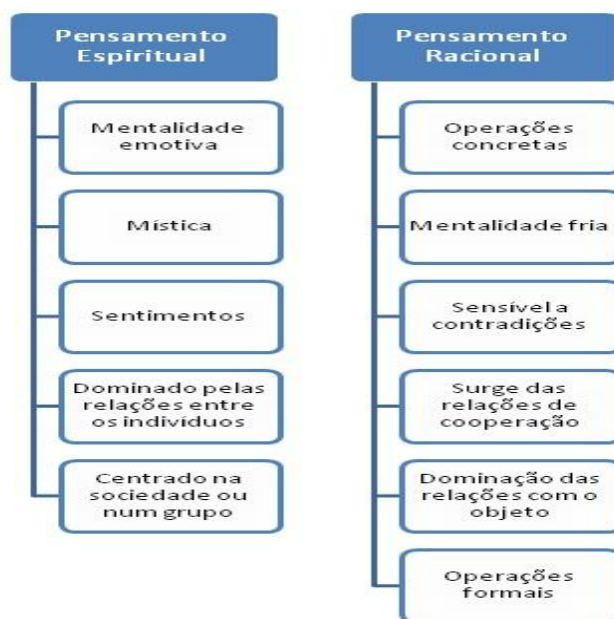 Pensamento
Espiritual
Mentalidade
emotiva
Mística
Sentimentos
Dominado pelas
relações entre
os indivíduos
Centrado na
sociedade ou
num grupo
Pensamento
Racional
Operações
concretas
Mentalidade fria
Sensível a
contradições
Surge das
relações de
cooperação
Dominação das
relações com o
objeto
Operações
formais